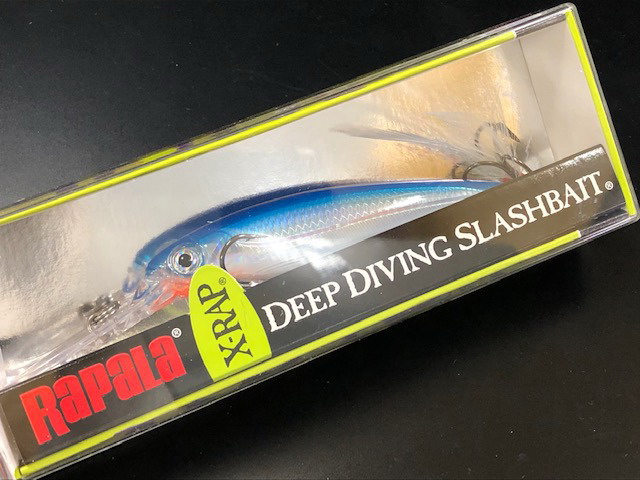 Rapala®
X-RAP®
DEEP DIVING SLASHBAIT®